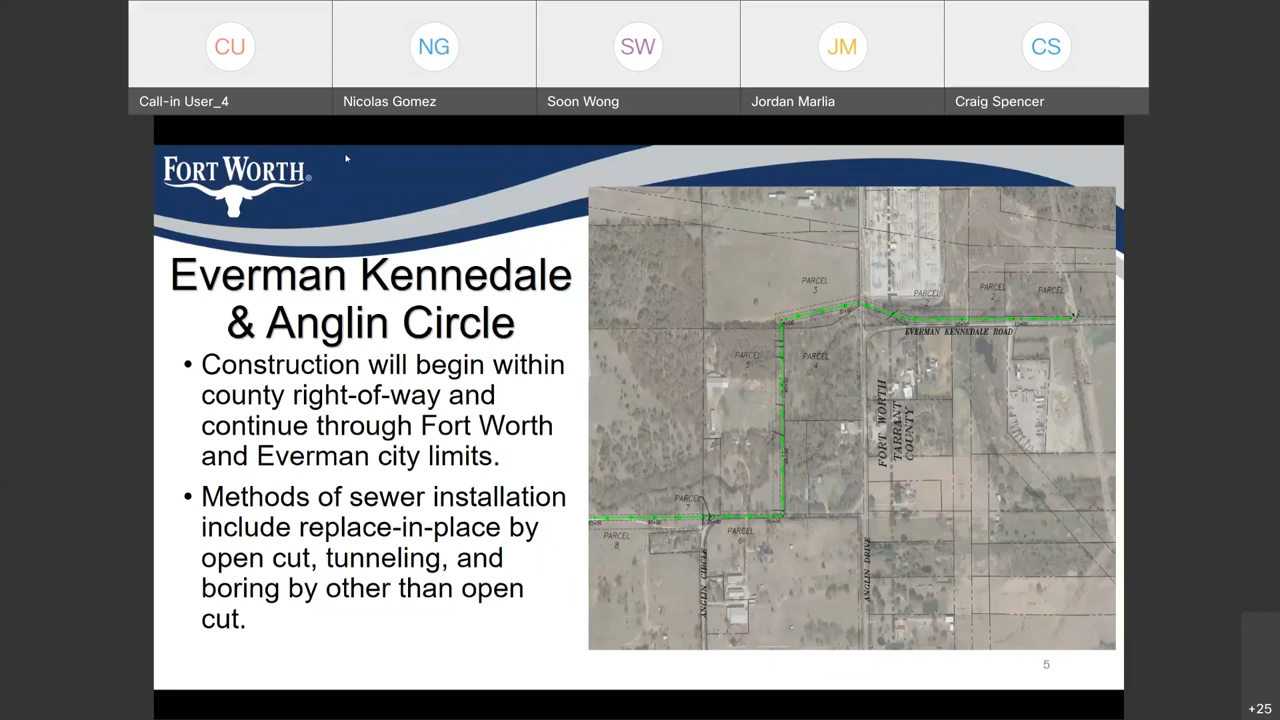 CU
NG
SW
JM
CS
Call-in User_4
Nicolas Gomez
Soon Wong
Jordan Marlia
Craig Spencer
FORT WORTH®
Everman Kennedale
& Anglin Circle
• Construction will begin within
county right-of-way and
continue through Fort Worth
and Everman city limits.
• Methods of sewer installation
include replace-in-place by
open cut, tunneling, and
boring by other than open
cut.
PARCEL
3
PARCEL
PARCEL
2
PARCEL 1
EVERMAN KENNEDALE ROAD
PARCEL
5
PARCEL
4
FORT WORTH
TARRANT
COUNTY
PARCEL
7
PARCEL
6
PARCEL
8
ANGLIN CIRCLE
ANGLIN DRIVE
5
+25